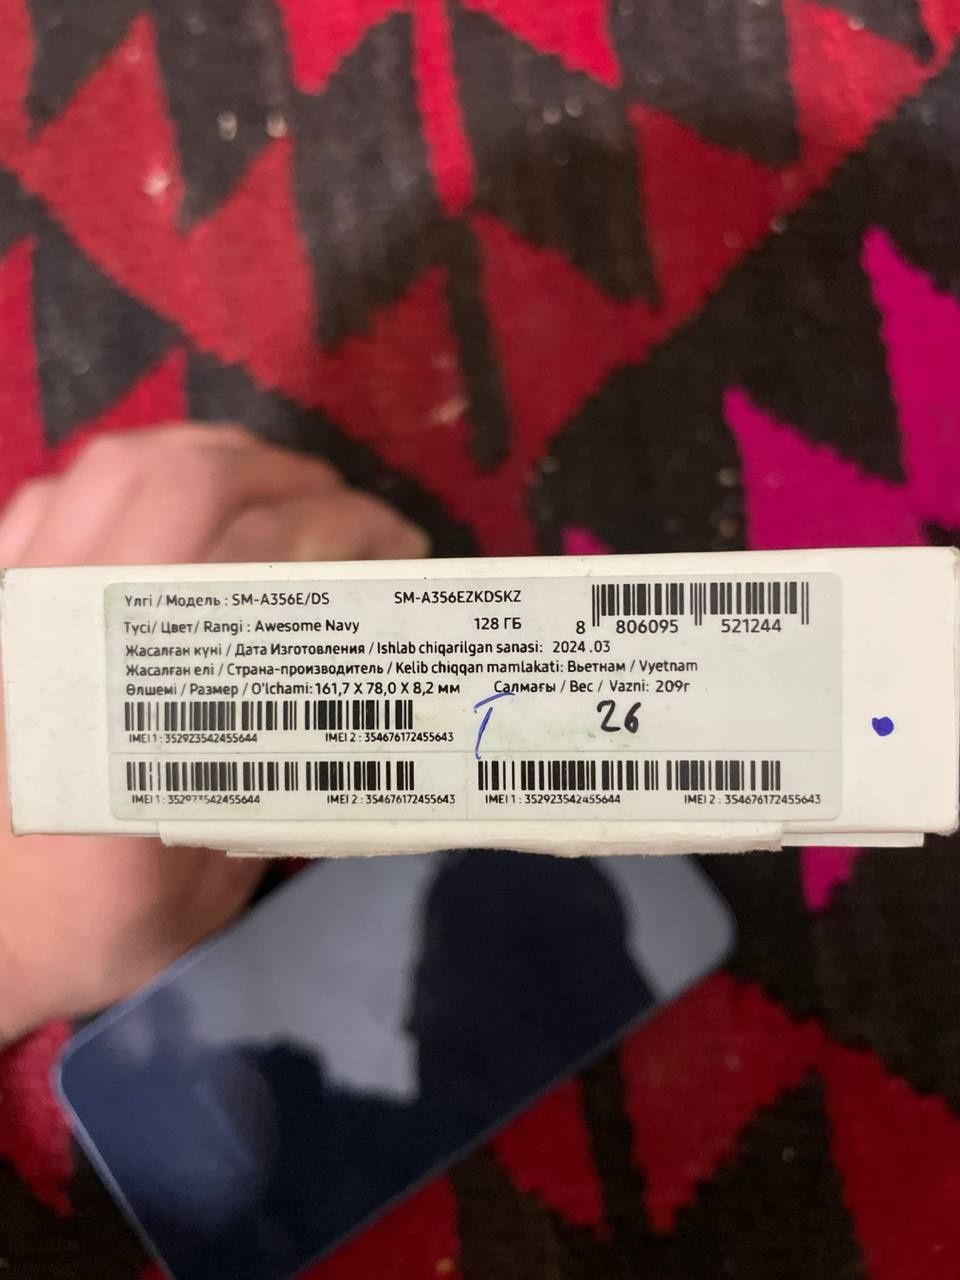 Үлгі / Модель : SM-A356E/DS SM-A356EZKDSKZ
Түсі/ Цвет/ Rangi : Awesome Navy 128 ГБ
8 806095 521244
Жасалған күні / Дата Изготовления / Ishlab chiqarilgan sanasi: 2024 .03
Жасалған елі / Страна-производитель / Kelib chiqqan mamlakati: Вьетнам / Vyetnam
Өлшемі / Размер / O'lchami: 161,7 X 78,0 X 8,2 мм Салмағы / Вес / Vazni: 209г
T 26
IMEI 1 : 352923542455644 IMEI 2 : 354676172455643
IMEI 1 : 352923542455644 IMEI 2 : 354676172455643 IMEI 1 : 352923542455644 IMEI 2 : 354676172455643